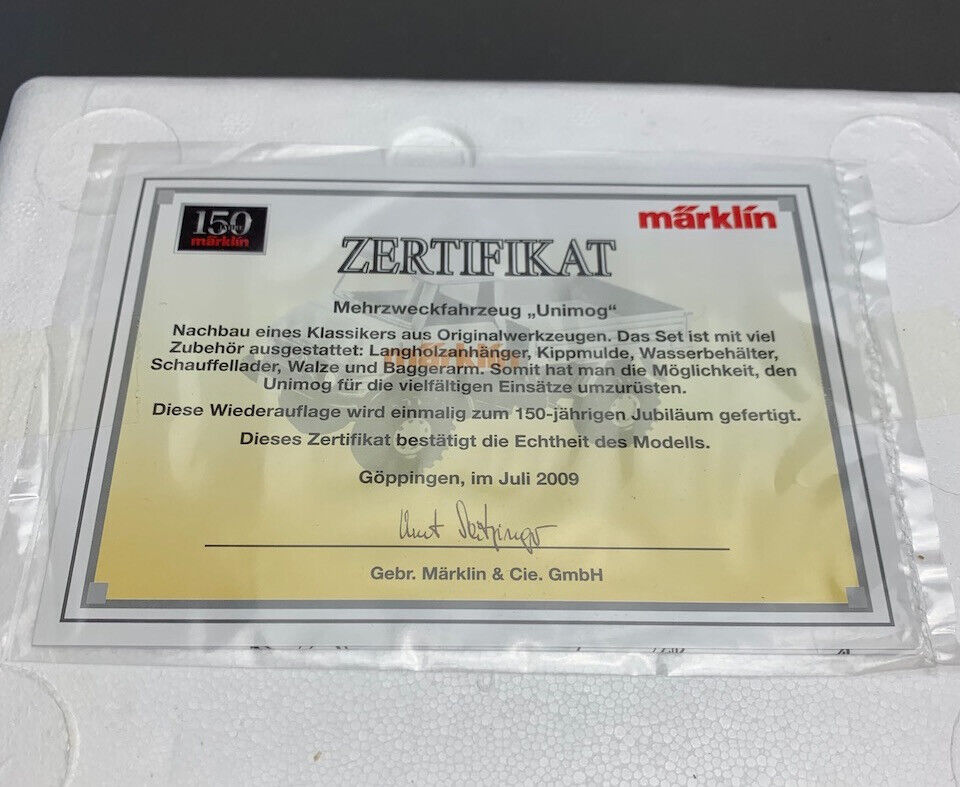 150
JAHRE
märklin
märklin
ZERTIFIKAT
Mehrzweckfahrzeug „Unimog“
Nachbau eines Klassikers aus Originalwerkzeugen. Das Set ist mit viel
Zubehör ausgestattet: Langholzanhänger, Kippmulde, Wasserbehälter,
Schauffellader, Walze und Baggerarm. Somit hat man die Möglichkeit, den
Unimog für die vielfältigen Einsätze umzurüsten.
märklin
Diese Wiederauflage wird einmalig zum 150-jährigen Jubiläum gefertigt.
Dieses Zertifikat bestätigt die Echtheit des Modells.
Göppingen, im Juli 2009
Gebr. Märklin & Cie. GmbH